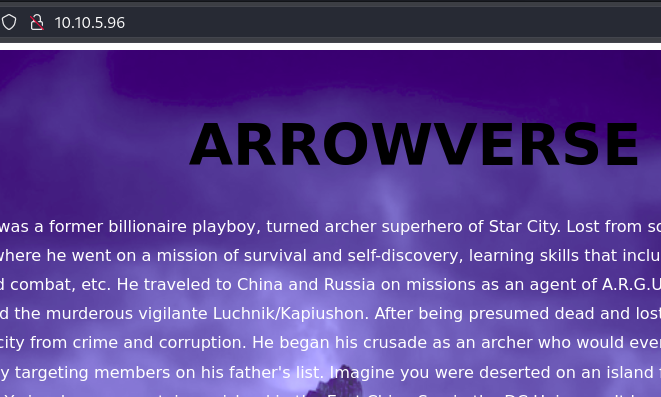 10.10.5.96
ARROWVERSE
was a former billionaire playboy, turned archer superhero of Star City. Lost from
where he went on a mission of survival and self-discovery, learning skills that
combat, etc. He traveled to China and Russia on missions as an agent of A.R.G.U
the murderous vigilante Luchnik/Kapiushon. After being presumed dead and lost
city from crime and corruption. He began his crusade as an archer who would
targeting members on his father's list. Imagine you were deserted on an island